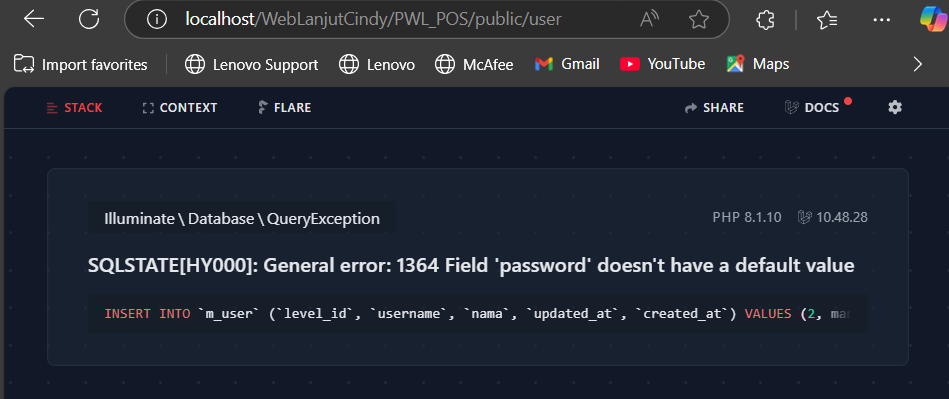 localhost/WebLanjutCindy/PWL_POS/public/user
Import favorites Lenovo Support Lenovo McAfee Gmail YouTube Maps
STACK CONTEXT FLARE SHARE DOCS
Illuminate \ Database \ QueryException PHP 8.1.10 10.48.28
SQLSTATE[HY000]: General error: 1364 Field 'password' doesn't have a default value
INSERT INTO `m_user` (`level_id`, `username`, `nama`, `updated_at`, `created_at`) VALUES (2,